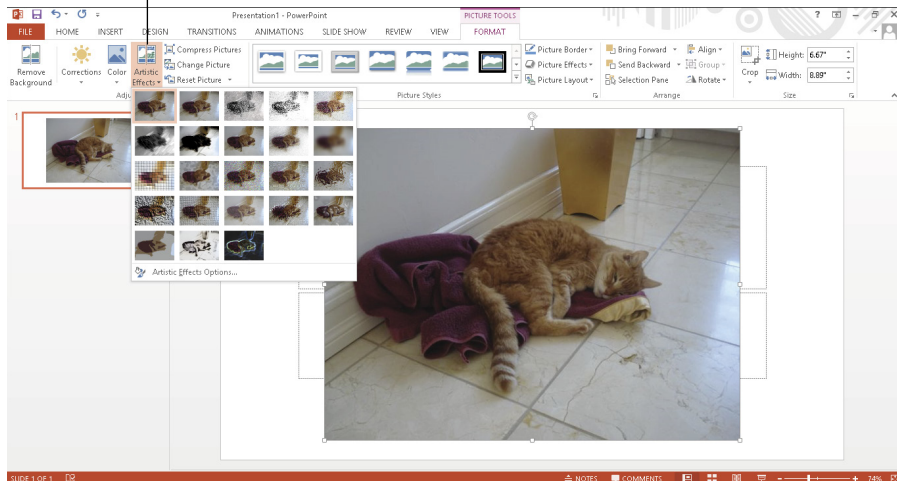 Presentation1 - PowerPoint
PICTURE TOOLS
FILE HOME INSERT DESIGN TRANSITIONS ANIMATIONS SLIDE SHOW REVIEW VIEW FORMAT
Remove Background
Corrections
Color
Artistic Effects
Compress Pictures
Change Picture
Reset Picture
Picture Border
Picture Effects
Picture Layout
Bring Forward
Send Backward
Selection Pane
Align
Group
Rotate
Crop
Height: 6.67"
Width: 8.89"
Adju
Picture Styles
Arrange
Size
1
Artistic Effects Options...
SLIDE 1 OF 1
NOTES
COMMENTS
74%